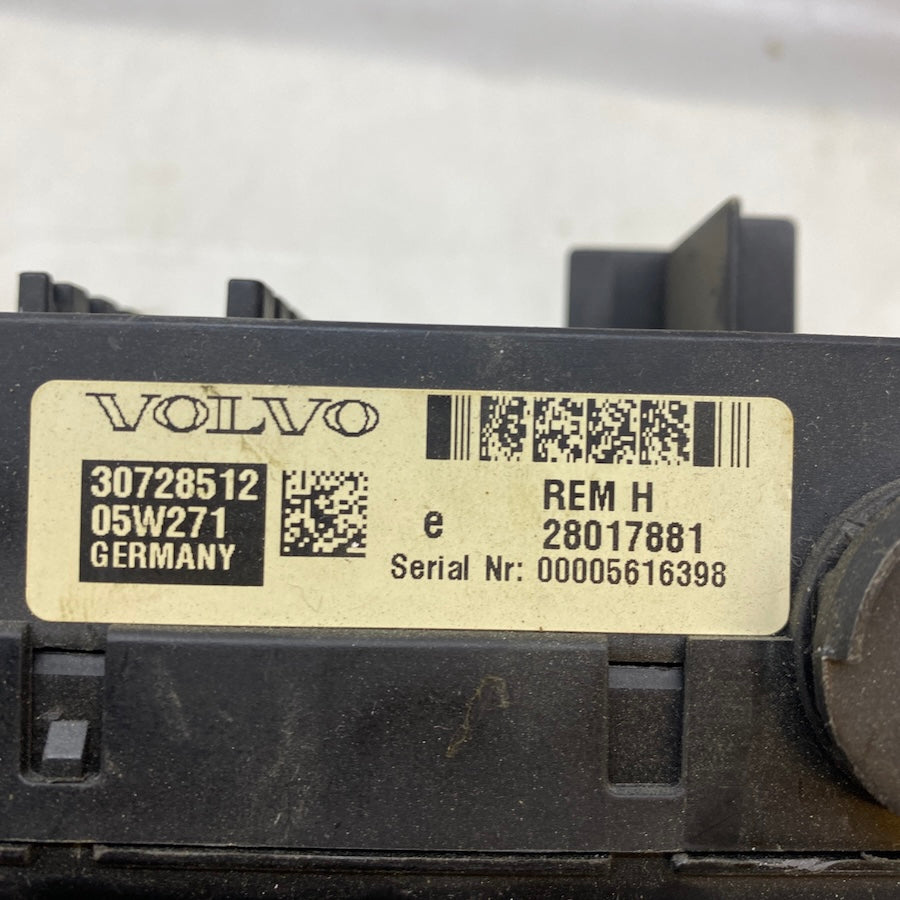 VOLVO
30728512
05W271
GERMANY
REM H
e 28017881
Serial Nr: 00005616398